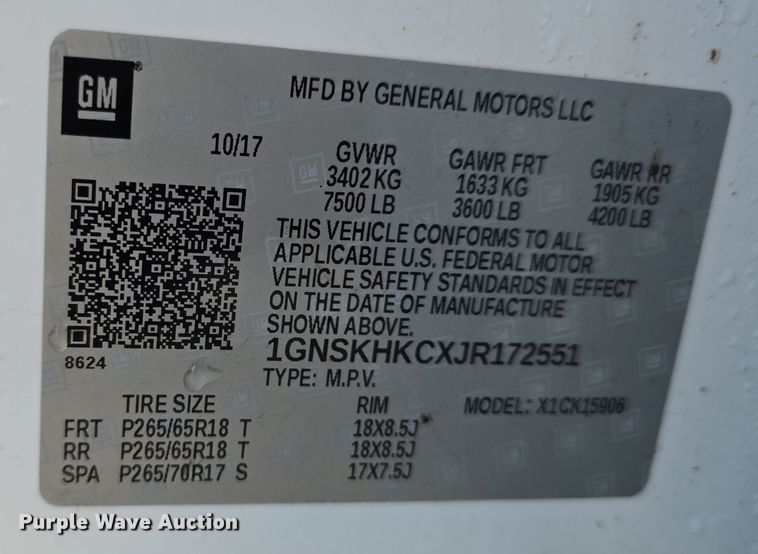 GM
MFD BY GENERAL MOTORS LLC
10/17 GVWR GAWR FRT GAWR RR
3402 KG 1633 KG 1905 KG
7500 LB 3600 LB 4200 LB
THIS VEHICLE CONFORMS TO ALL
APPLICABLE U.S. FEDERAL MOTOR
VEHICLE SAFETY STANDARDS IN EFFECT
ON THE DATE OF MANUFACTURE
SHOWN ABOVE.
8624 1GNSKHKCXJR172551
TYPE: M.P.V.
TIRE SIZE RIM MODEL: X1CK15906
FRT P265/65R18 T 18X8.5J
RR P265/65R18 T 18X8.5J
SPA P265/70R17 S 17X7.5J
Purple Wave Auction